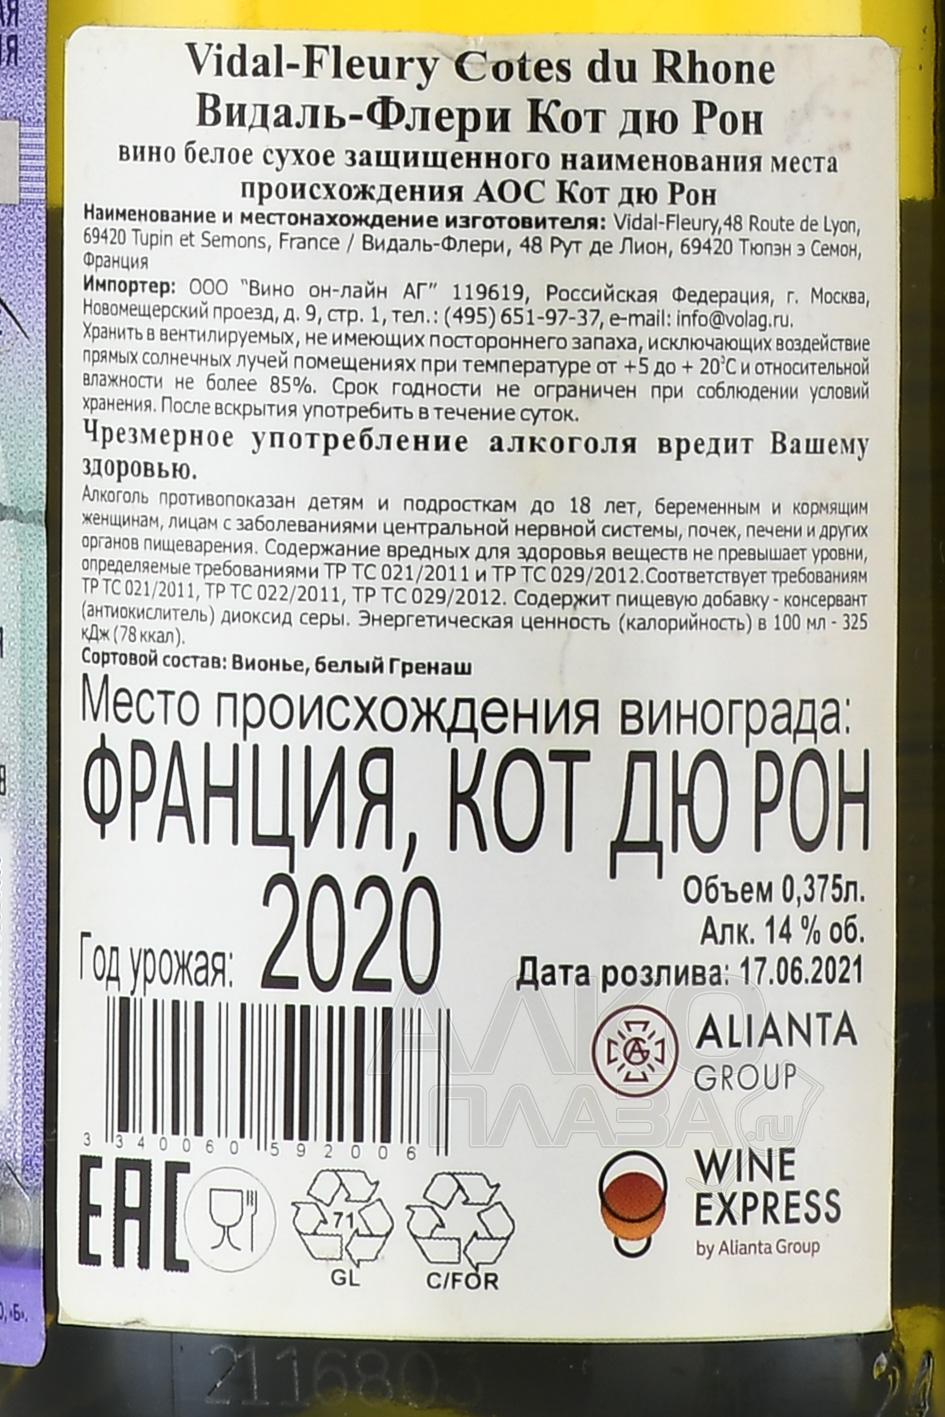 Vidal-Fleury Cotes du Rhone
Видаль-Флери Кот дю Рон
вино белое сухое защищенного наименования места
происхождения АОС Кот дю Рон
Наименование и местонахождение изготовителя: Vidal-Fleury,48 Route de Lyon,
69420 Tupin et Semons, France / Видаль-Флери, 48 Рут де Лион, 69420 Тюпэн э Семон,
Франция
Импортер: ООО "Вино он-лайн АГ" 119619, Российская Федерация, г. Москва,
Новомещерский проезд, д. 9, стр. 1, тел.: (495) 651-97-37, e-mail: info@volag.ru.
Хранить в вентилируемых, не имеющих постороннего запаха, исключающих воздействие
прямых солнечных лучей помещениях при температуре от +5 до + 20°С и относительной
влажности не более 85%. Срок годности не ограничен при соблюдении условий
хранения. После вскрытия употребить в течение суток.
Чрезмерное употребление алкоголя вредит Вашему
здоровью.
Алкоголь противопоказан детям и подросткам до 18 лет, беременным и кормящим
женщинам, лицам с заболеваниями центральной нервной системы, почек, печени и других
органов пищеварения. Содержание вредных для здоровья веществ не превышает уровни,
определяемые требованиями ТР ТС 021/2011 и ТР ТС 029/2012.Соответствует требованиям
ТР ТС 021/2011, ТР ТС 022/2011, ТР ТС 029/2012. Содержит пищевую добавку - консервант
(антиокислитель) диоксид серы. Энергетическая ценность (калорийность) в 100 мл - 325
кДж (78 ккал).
Сортовой состав: Вионье, белый Гренаш
Место происхождения винограда:
ФРАНЦИЯ, КОТ ДЮ РОН
Год урожая: 2020
Объем 0,375л.
Алк. 14 % об.
Дата розлива: 17.06.2021
3 340060 592006
ALIANTA
GROUP
WINE
EXPRESS
by Alianta Group
EAC
71
GL
C/FOR
АЛКО
ПЛАЗА.ru